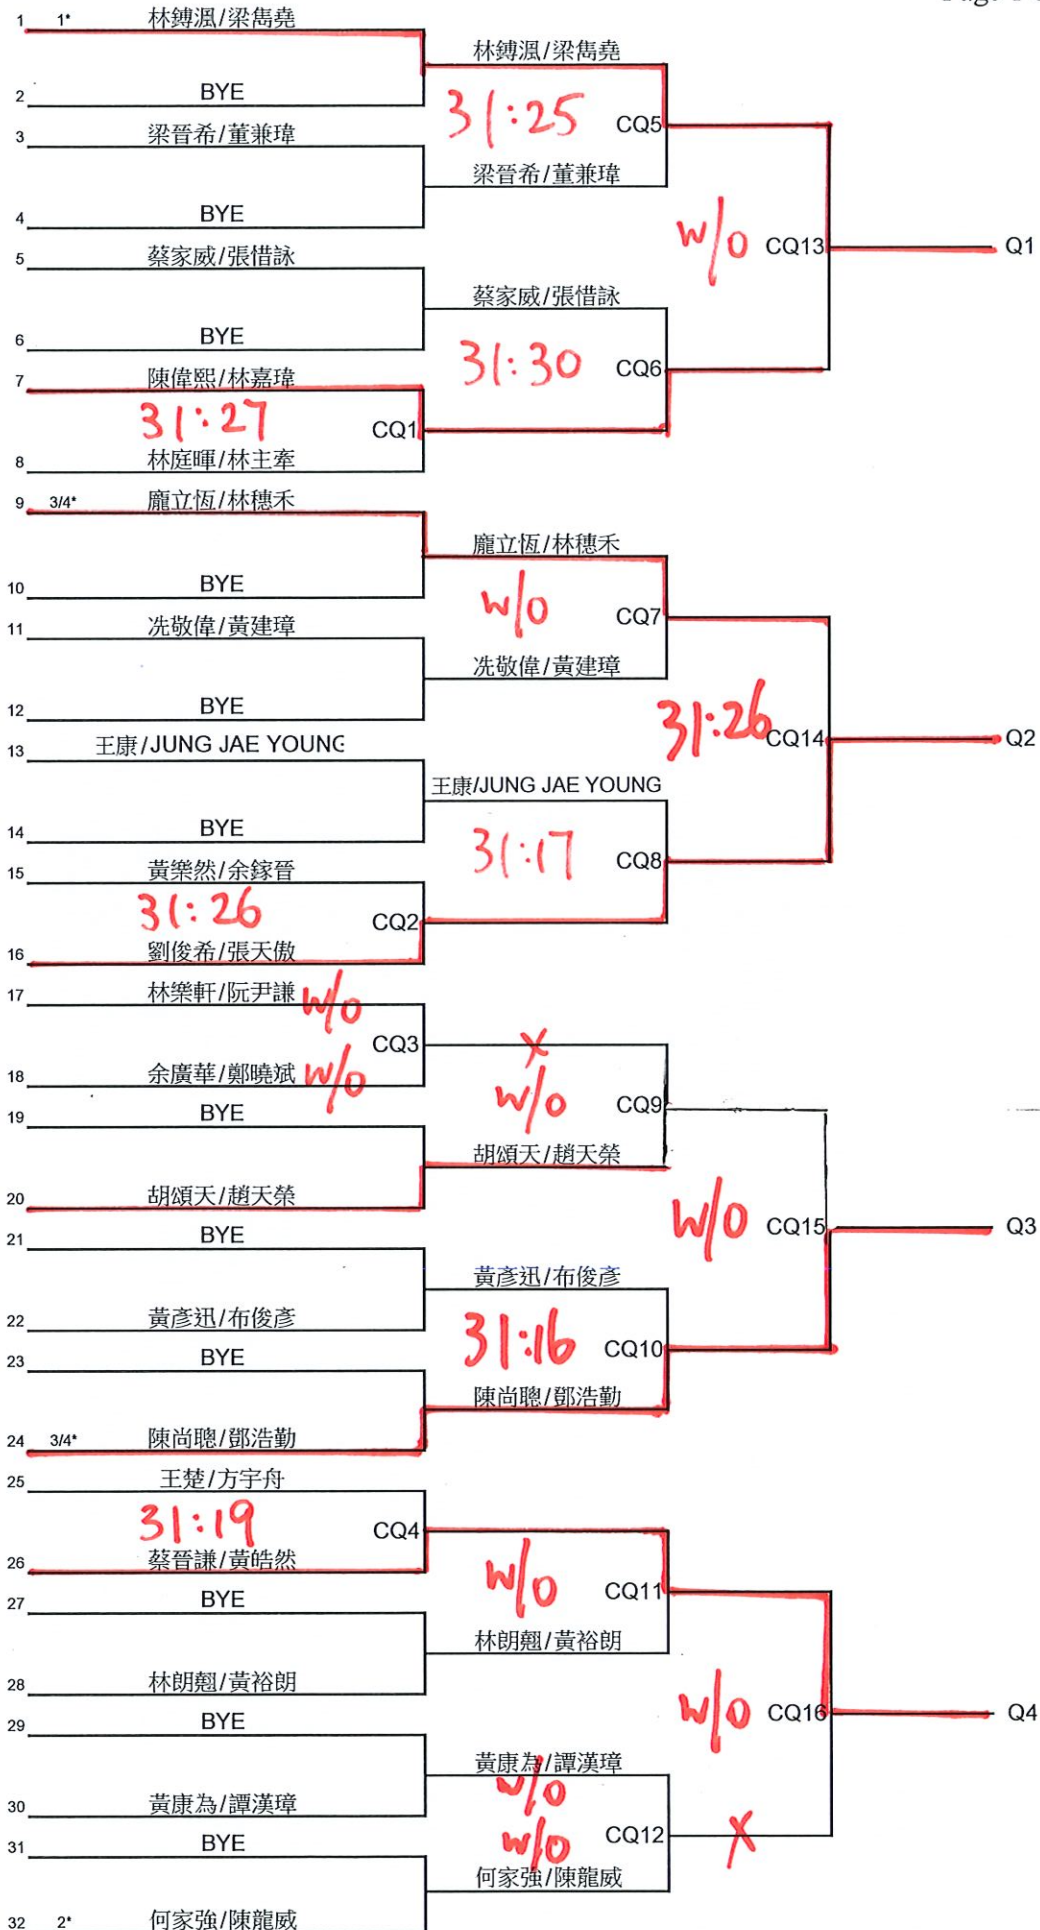 1 1* 林鎛渢/梁雋堯
林鎛渢/梁雋堯
2 BYE
31:25 CQ5
3 梁晉希/董兼瑋
梁晉希/董兼瑋
4 BYE
W/O CQ13 Q1
5 蔡家威/張惜詠
蔡家威/張惜詠
6 BYE
31:30 CQ6
7 陳偉熙/林嘉瑋
31:27 CQ1
8 林庭暉/林主牽
9 3/4* 龐立恆/林穗禾
龐立恆/林穗禾
10 BYE
W/O CQ7
11 冼敬偉/黃建璋
冼敬偉/黃建璋
12 BYE
31:26 CQ14 Q2
13 王康/JUNG JAE YOUNG
王康/JUNG JAE YOUNG
14 BYE
31:17 CQ8
15 黃樂然/余鎵晉
31:26 CQ2
16 劉俊希/張天傲
17 林樂軒/阮尹謙 W/O
CQ3 X
18 余廣華/鄭曉斌 W/O
W/O CQ9
19 BYE
胡頌天/趙天榮
20 胡頌天/趙天榮
W/O CQ15 Q3
21 BYE
黃彥迅/布俊彥
22 黃彥迅/布俊彥
31:16 CQ10
23 BYE
陳尚聰/鄧浩勤
24 3/4* 陳尚聰/鄧浩勤
25 王楚/方宇舟
31:19 CQ4
26 蔡晉謙/黃皓然
W/O CQ11
27 BYE
林朗翹/黃裕朗
28 林朗翹/黃裕朗
W/O CQ16 Q4
29 BYE
黃康為/譚漢璋
W/O
30 黃康為/譚漢璋
W/O CQ12 X
31 BYE
何家強/陳龍威
32 2* 何家強/陳龍威